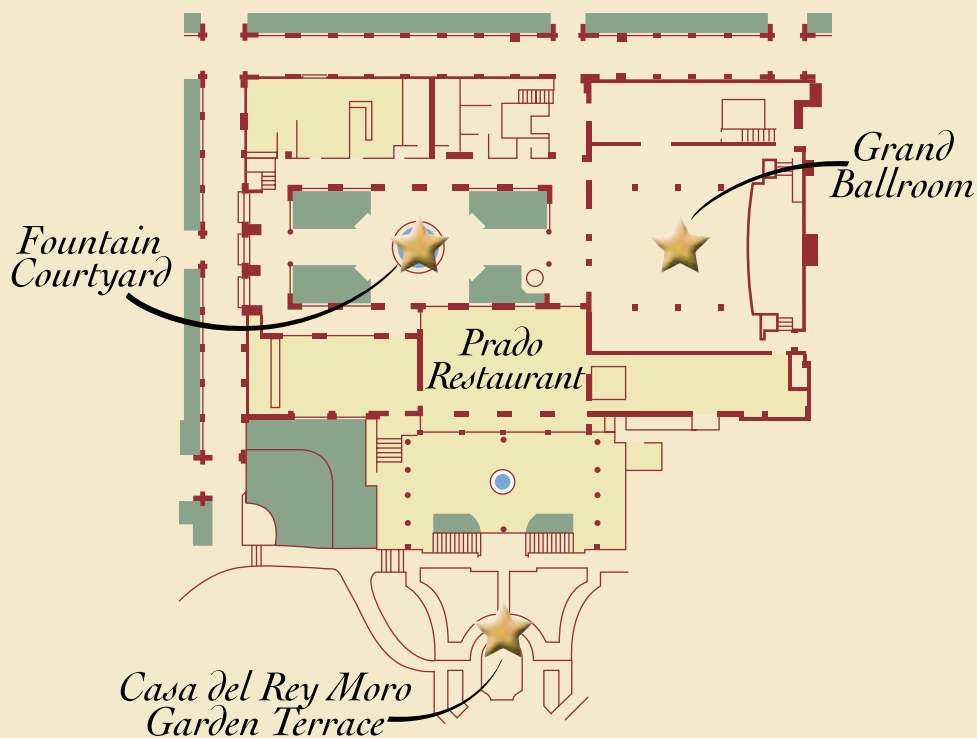 Grand
Ballroom
Fountain
Courtyard
Prado
Restaurant
Casa del Rey Moro
Garden Terrace